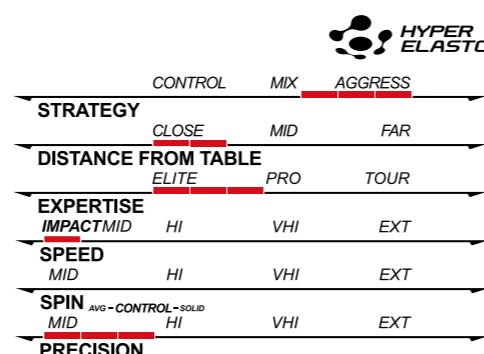 HYPER
ELASTO
CONTROL MIX AGGRESS
STRATEGY
CLOSE MID FAR
DISTANCE FROM TABLE
ELITE PRO TOUR
EXPERTISE
IMPACT MID HI VHI EXT
SPEED
MID HI VHI EXT
SPIN AVG-CONTROL-SOLID
MID HI VHI EXT
PRECISION